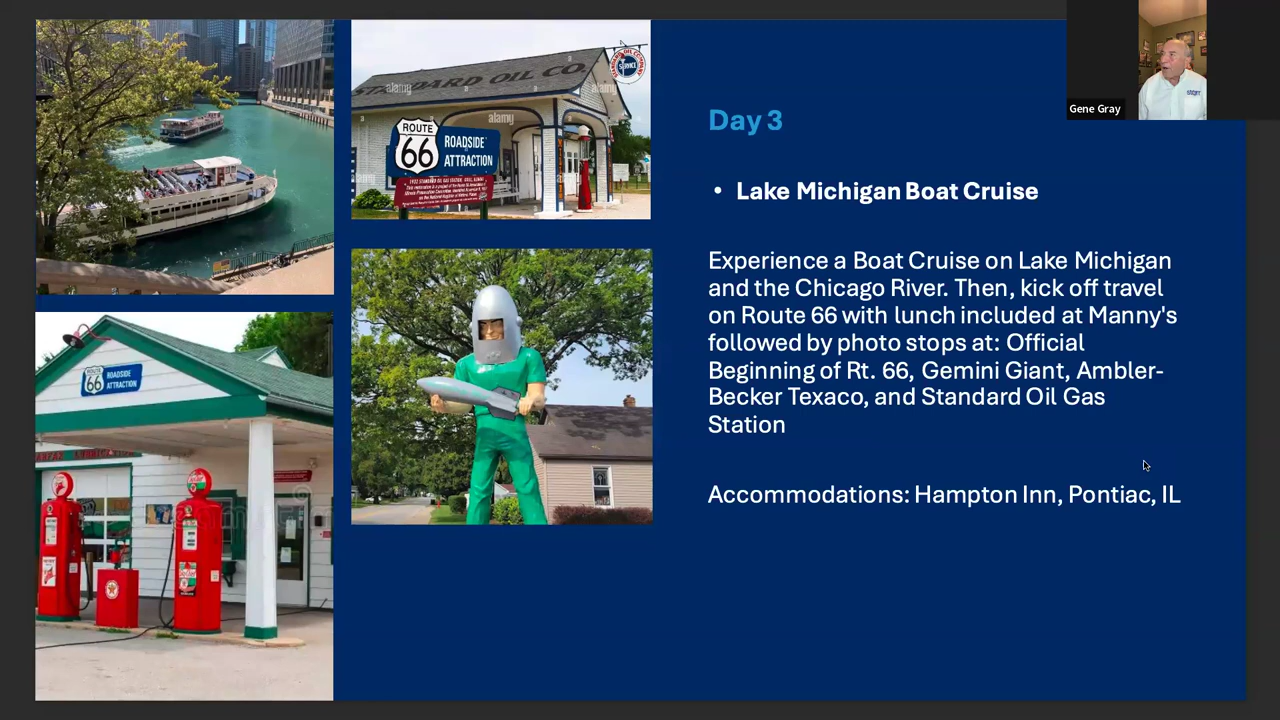 Day 3
• Lake Michigan Boat Cruise
Experience a Boat Cruise on Lake Michigan
and the Chicago River. Then, kick off travel
on Route 66 with lunch included at Manny's
followed by photo stops at: Official
Beginning of Rt. 66, Gemini Giant, Ambler-
Becker Texaco, and Standard Oil Gas
Station
Accommodations: Hampton Inn, Pontiac, IL
Gene Gray
STANDARD OIL CO.
alamy
alamy
alamy
a
SERVICE
ROUTE
66
ROADSIDE
ATTRACTION
ROUTE
66
ROADSIDE
ATTRACTION